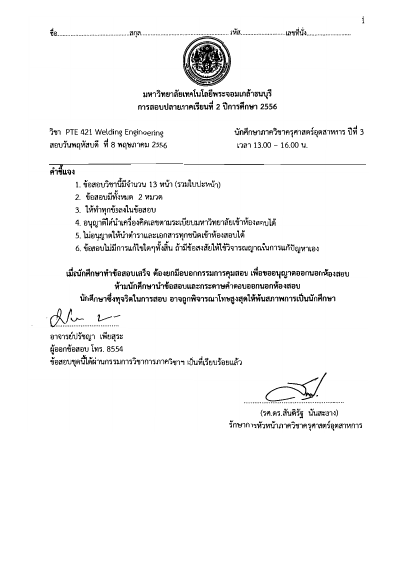 i
ชื่อ..............................สกุล....................................รหัส....................เลขที่นั่ง....................
มหาวิทยาลัยเทคโนโลยีพระจอมเกล้าธนบุรี
การสอบปลายภาคเรียนที่ 2 ปีการศึกษา 2556
วิชา PTE 421 Welding Engineering นักศึกษาภาควิชาครุศาสตร์อุตสาหการ ปีที่ 3
สอบวันพฤหัสบดี ที่ 8 พฤษภาคม 2556 เวลา 13.00 – 16.00 น.
คำชี้แจง
1. ข้อสอบวิชานี้มีจำนวน 13 หน้า (รวมใบปะหน้า)
2. ข้อสอบมีทั้งหมด 2 หมวด
3. ให้ทำทุกข้อลงในข้อสอบ
4. อนุญาตให้นำเครื่องคิดเลขตามระเบียบมหาวิทยาลัยเข้าห้องสอบได้
5. ไม่อนุญาตให้นำตำราและเอกสารทุกชนิดเข้าห้องสอบได้
6. ข้อสอบไม่มีการแก้ไขใดๆทั้งสิ้น ถ้ามีข้อสงสัยให้ใช้วิจารณญาณในการแก้ปัญหาเอง
เมื่อนักศึกษาทำข้อสอบเสร็จ ต้องยกมือบอกกรรมการคุมสอบ เพื่อขออนุญาตออกนอกห้องสอบ
ห้ามนักศึกษานำข้อสอบและกระดาษคำตอบออกนอกห้องสอบ
นักศึกษาซึ่งทุจริตในการสอบ อาจถูกพิจารณาโทษสูงสุดให้พ้นสภาพการเป็นนักศึกษา
อาจารย์ปรัชญา เพียสุระ
ผู้ออกข้อสอบ โทร. 8554
ข้อสอบชุดนี้ได้ผ่านกรรมการวิชาการภาควิชาฯ เป็นที่เรียบร้อยแล้ว
(รศ.ดร.สันติรัฐ นันสะอาง)
รักษาการหัวหน้าภาควิชาครุศาสตร์อุตสาหการ